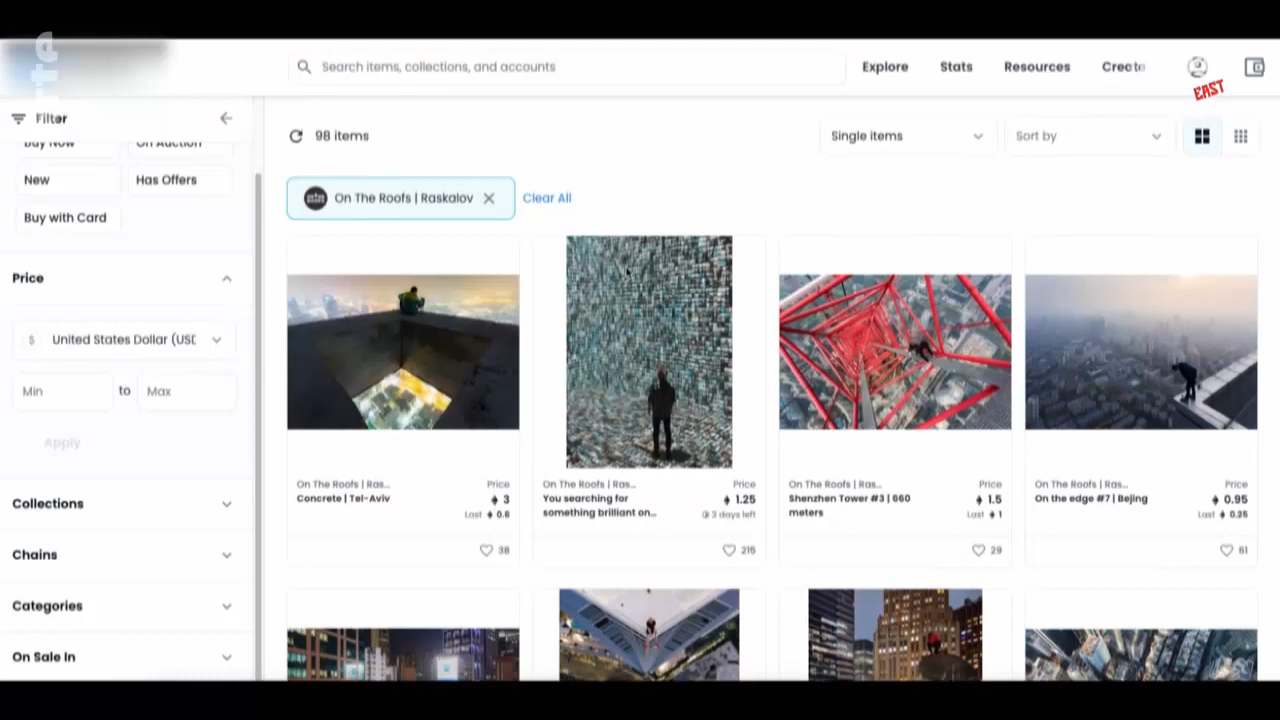 arte
Search items, collections, and accounts
Explore
Stats
Resources
Create
EAST
Filter
98 items
Single items
Sort by
Buy Now
On Auction
New
Has Offers
Buy with Card
On The Roofs | Raskalov
Clear All
Price
$ United States Dollar (USD
Min to Max
Apply
Collections
Chains
Categories
On Sale In
On The Roofs | Ras... Price
Concrete | Tel-Aviv 3
Last 0.6
38
On The Roofs | Ras... Price
You searching for 1.25
something brilliant on... 3 days left
215
On The Roofs | Ras... Price
Shenzhen Tower #3 | 660 1.5
meters Last 1
29
On The Roofs | Ras... Price
On the edge #7 | Bejing 0.95
Last 0.25
61